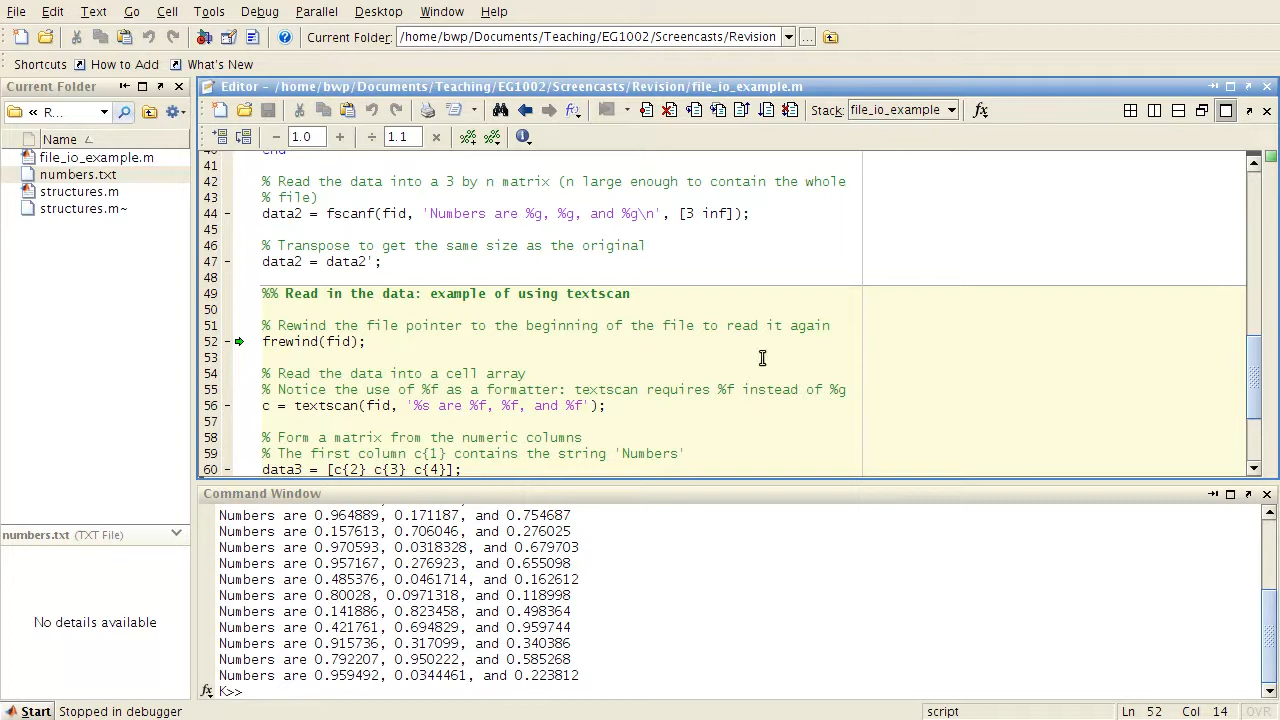 File Edit Text Go Cell Tools Debug Parallel Desktop Window Help
Current Folder: /home/bwp/Documents/Teaching/EG1002/Screencasts/Revision
Shortcuts How to Add What's New
Current Folder
Editor - /home/bwp/Documents/Teaching/EG1002/Screencasts/Revision/file_io_example.m
« R...
Stack: file_io_example
Name
1.0 1.1
file_io_example.m
numbers.txt
structures.m
structures.m~
41
42 % Read the data into a 3 by n matrix (n large enough to contain the whole
43 % file)
44 data2 = fscanf(fid, 'Numbers are %g, %g, and %g\n', [3 inf]);
45
46 % Transpose to get the same size as the original
47 data2 = data2';
48
49 %% Read in the data: example of using textscan
50
51 % Rewind the file pointer to the beginning of the file to read it again
52 frewind(fid);
53
54 % Read the data into a cell array
55 % Notice the use of %f as a formatter: textscan requires %f instead of %g
56 c = textscan(fid, '%s are %f, %f, and %f');
57
58 % Form a matrix from the numeric columns
59 % The first column c{1} contains the string 'Numbers'
60 data3 = [c{2} c{3} c{4}];
Command Window
Numbers are 0.964889, 0.171187, and 0.754687
Numbers are 0.157613, 0.706046, and 0.276025
Numbers are 0.970593, 0.0318328, and 0.679703
Numbers are 0.957167, 0.276923, and 0.655098
Numbers are 0.485376, 0.0461714, and 0.162612
Numbers are 0.80028, 0.0971318, and 0.118998
Numbers are 0.141886, 0.823458, and 0.498364
Numbers are 0.421761, 0.694829, and 0.959744
Numbers are 0.915736, 0.317099, and 0.340386
Numbers are 0.792207, 0.950222, and 0.585268
Numbers are 0.959492, 0.0344461, and 0.223812
fx K>>
numbers.txt (TXT File)
No details available
Start Stopped in debugger script Ln 52 Col 14 OVR